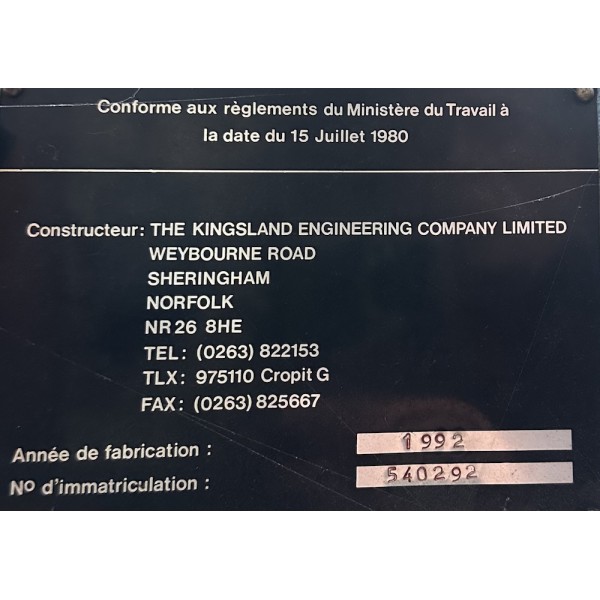 Conforme aux règlements du Ministère du Travail à
la date du 15 Juillet 1980
Constructeur: THE KINGSLAND ENGINEERING COMPANY LIMITED
WEYBOURNE ROAD
SHERINGHAM
NORFOLK
NR26 8HE
TEL: (0263) 822153
TLX: 975110 Cropit G
FAX: (0263) 825667
Année de fabrication : 1992
Nº d'immatriculation : 540292